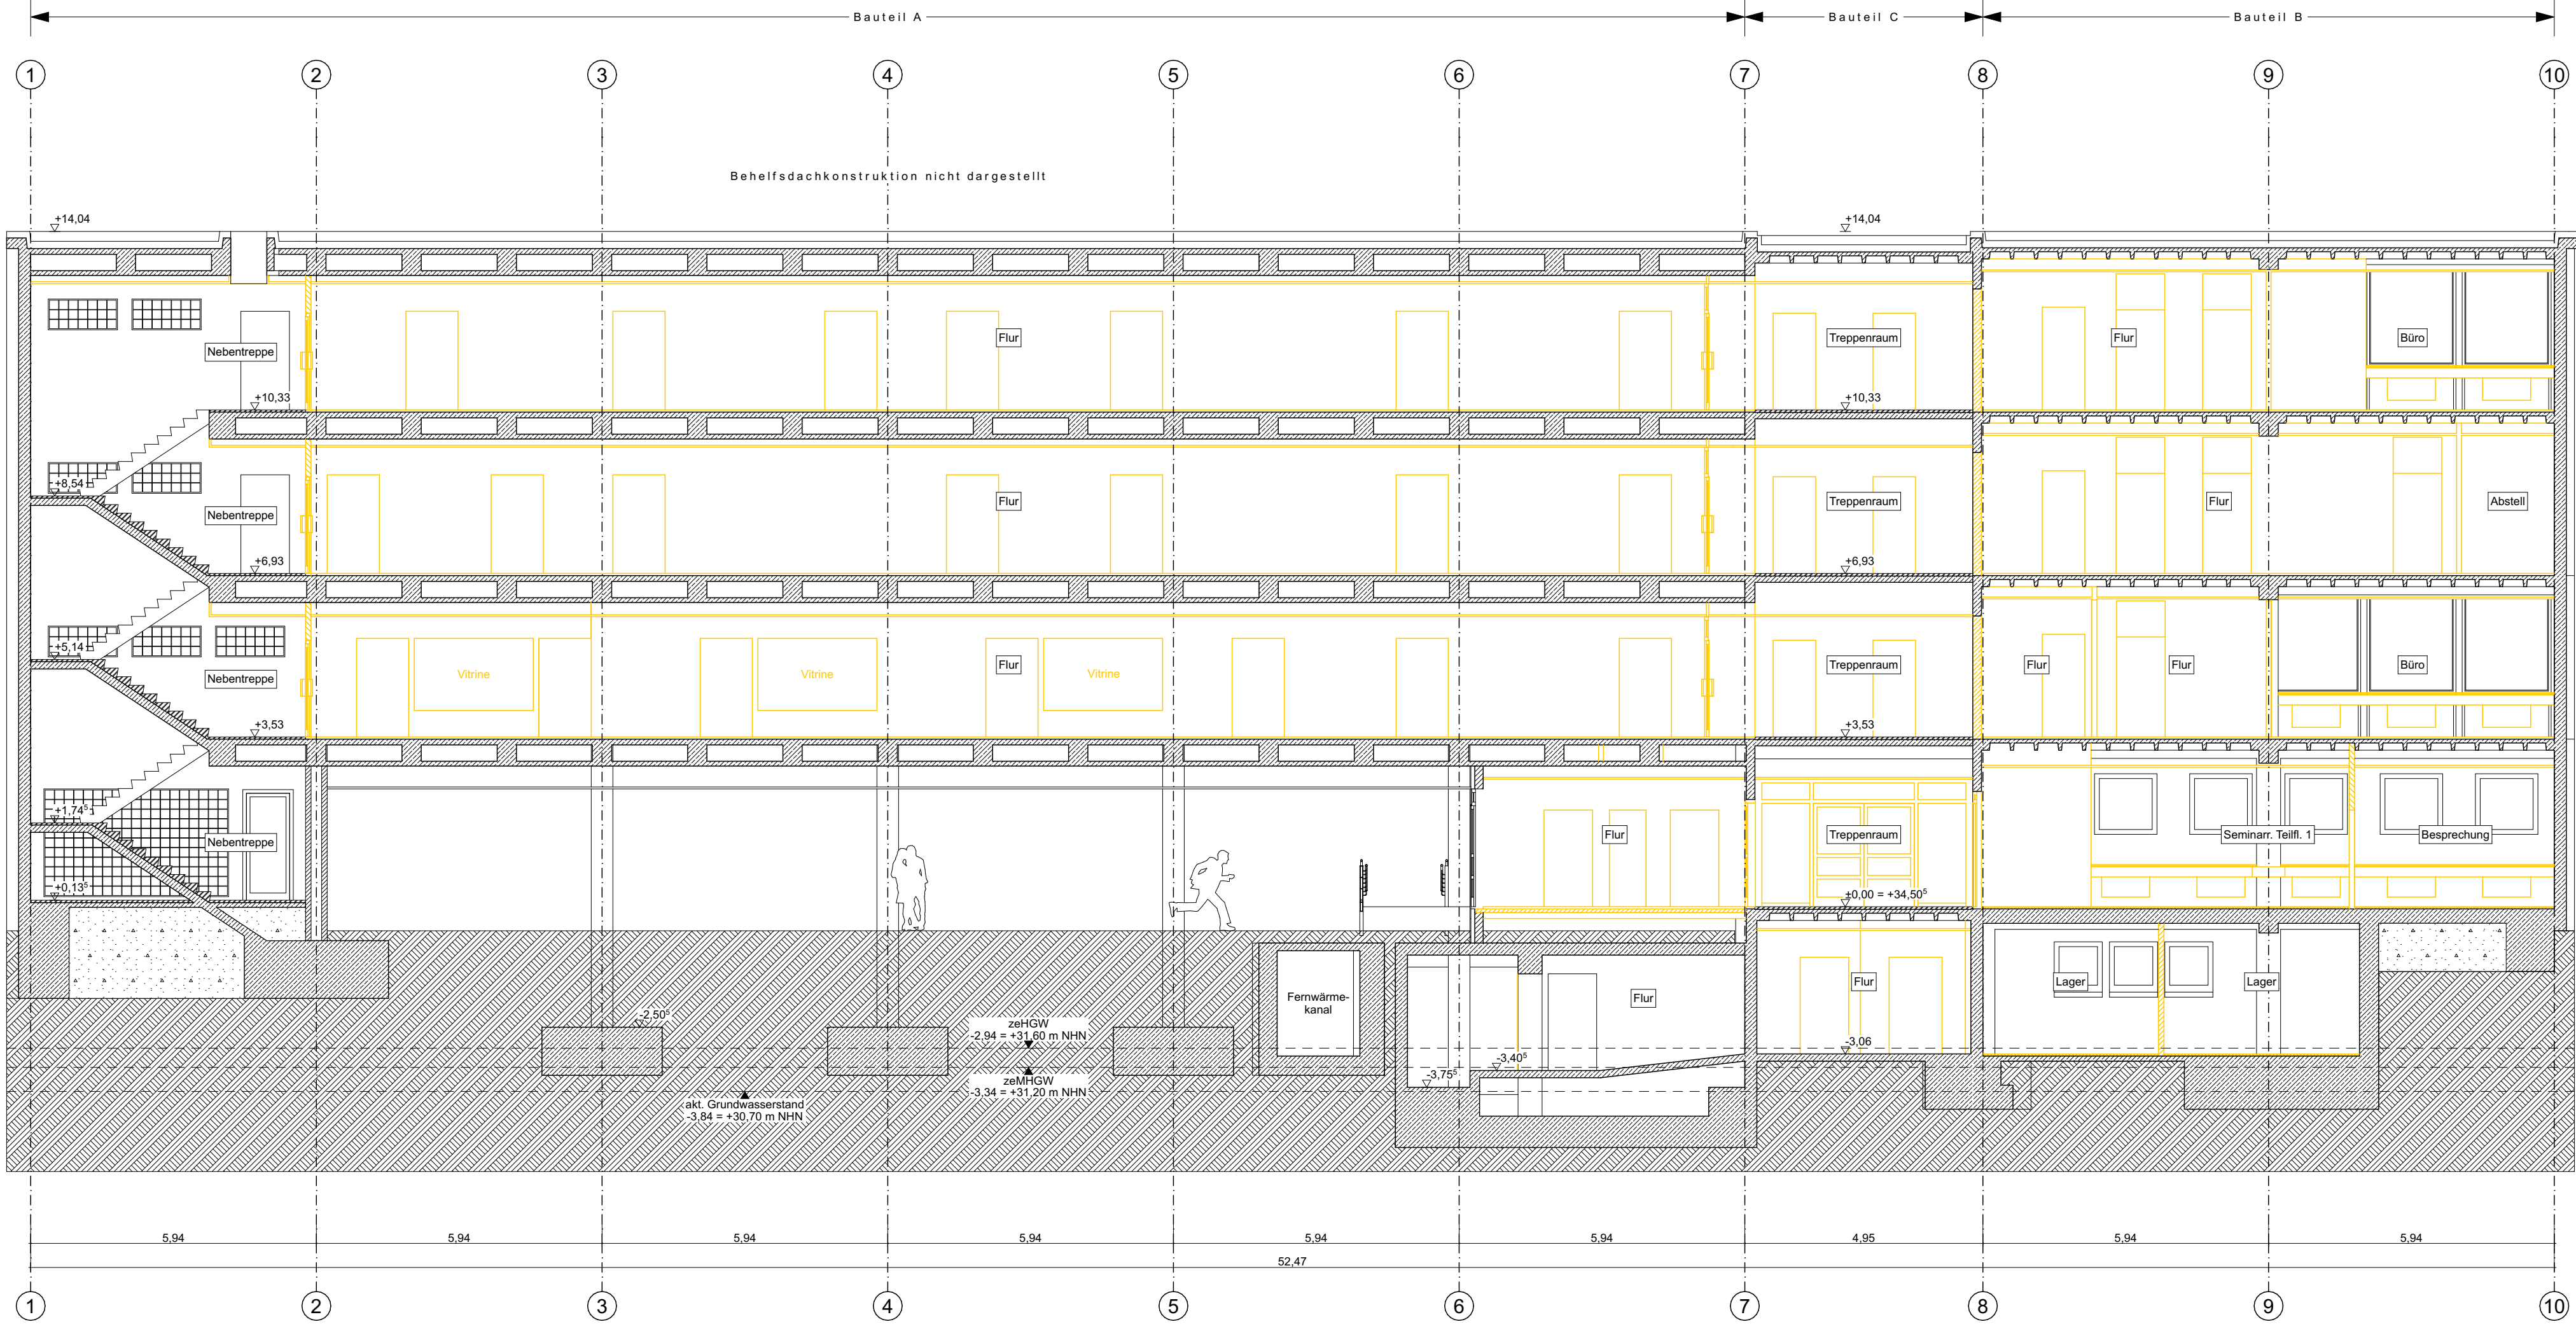 Bauteil A Bauteil C Bauteil B
1 2 3 4 5 6 7 8 9 10
Behelfsdachkonstruktion nicht dargestellt
+14,04 +14,04
Nebentreppe Flur Treppenraum Flur Büro
+10,33 +10,33
+8,54 Nebentreppe Flur Treppenraum Flur Abstell
+6,93 +6,93
+5,14 Nebentreppe Vitrine Vitrine Flur Vitrine Treppenraum Flur Flur Büro
+3,53 +3,53
+1,74⁵ Nebentreppe Flur Treppenraum Seminarr. Teilfl. 1 Besprechung
+0,13⁵ ±0,00 = +34,50⁵
Fernwärme-
kanal
Flur Flur Lager Lager
-2,50⁵
zeHGW
-2,94 = +31,60 m NHN
-3,06
-3,40⁵
-3,75⁵
zeMHGW
-3,34 = +31,20 m NHN
akt. Grundwasserstand
-3,84 = +30,70 m NHN
5,94 5,94 5,94 5,94 5,94 5,94 4,95 5,94 5,94
52,47
1 2 3 4 5 6 7 8 9 10